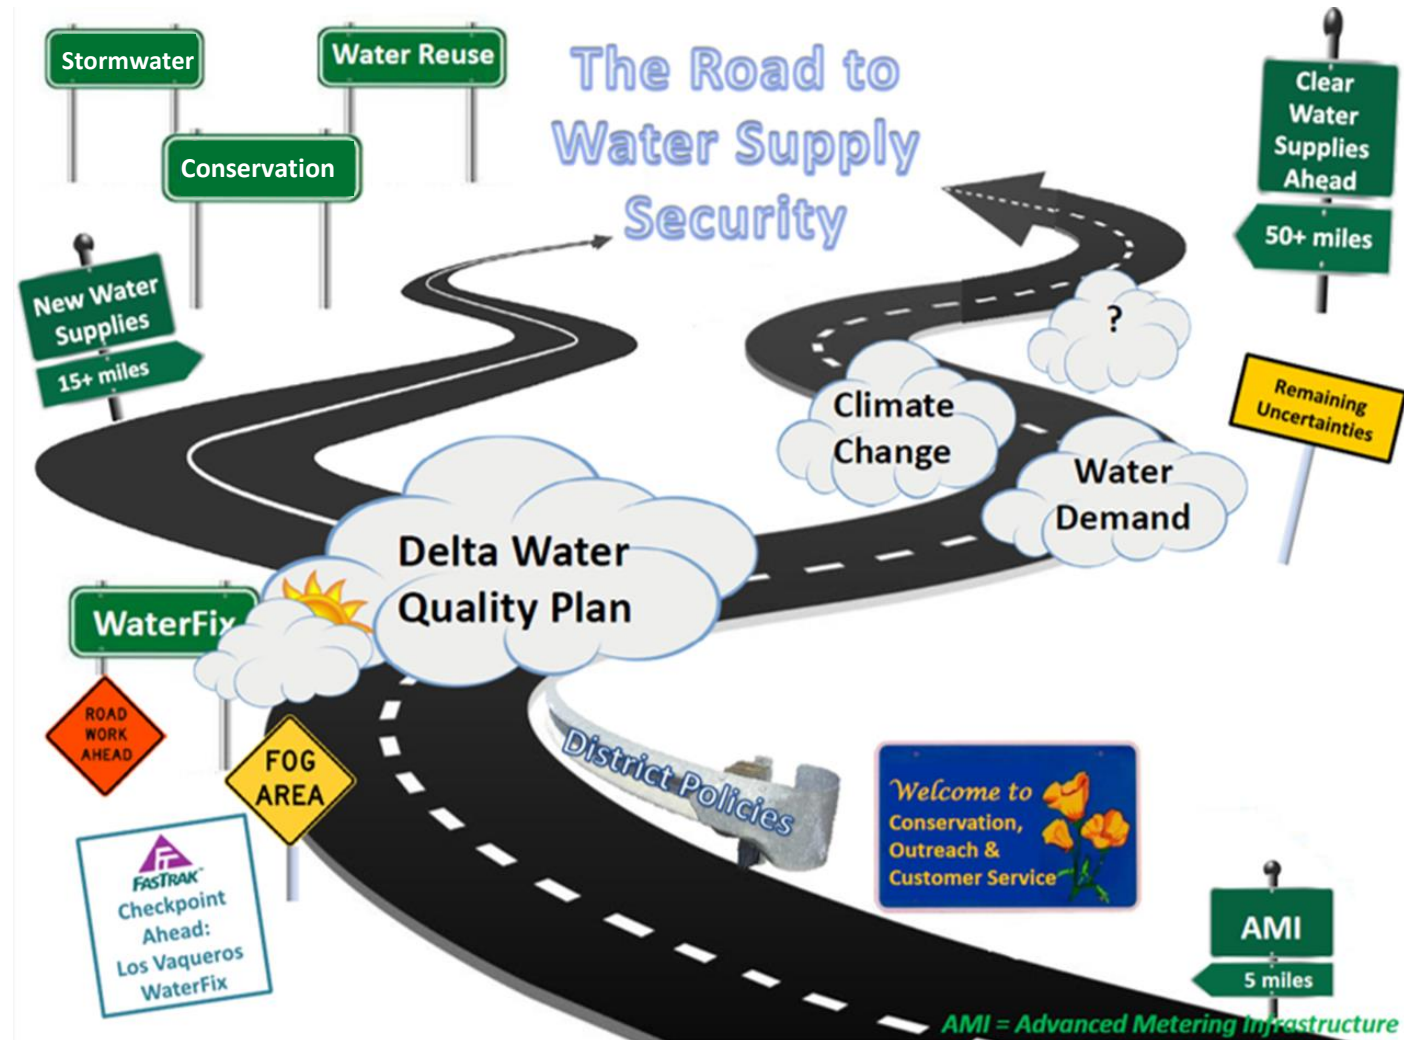 The Road to
Water Supply
Security
Stormwater
Water Reuse
Conservation
New Water
Supplies
15+ miles
Clear
Water
Supplies
Ahead
50+ miles
?
Climate
Change
Water
Demand
Remaining
Uncertainties
Delta Water
Quality Plan
WaterFix
ROAD
WORK
AHEAD
FOG
AREA
District Policies
FASTRAK
Checkpoint
Ahead:
Los Vaqueros
WaterFix
Welcome to
Conservation,
Outreach &
Customer Service
AMI
5 miles
AMI = Advanced Metering Infrastructure